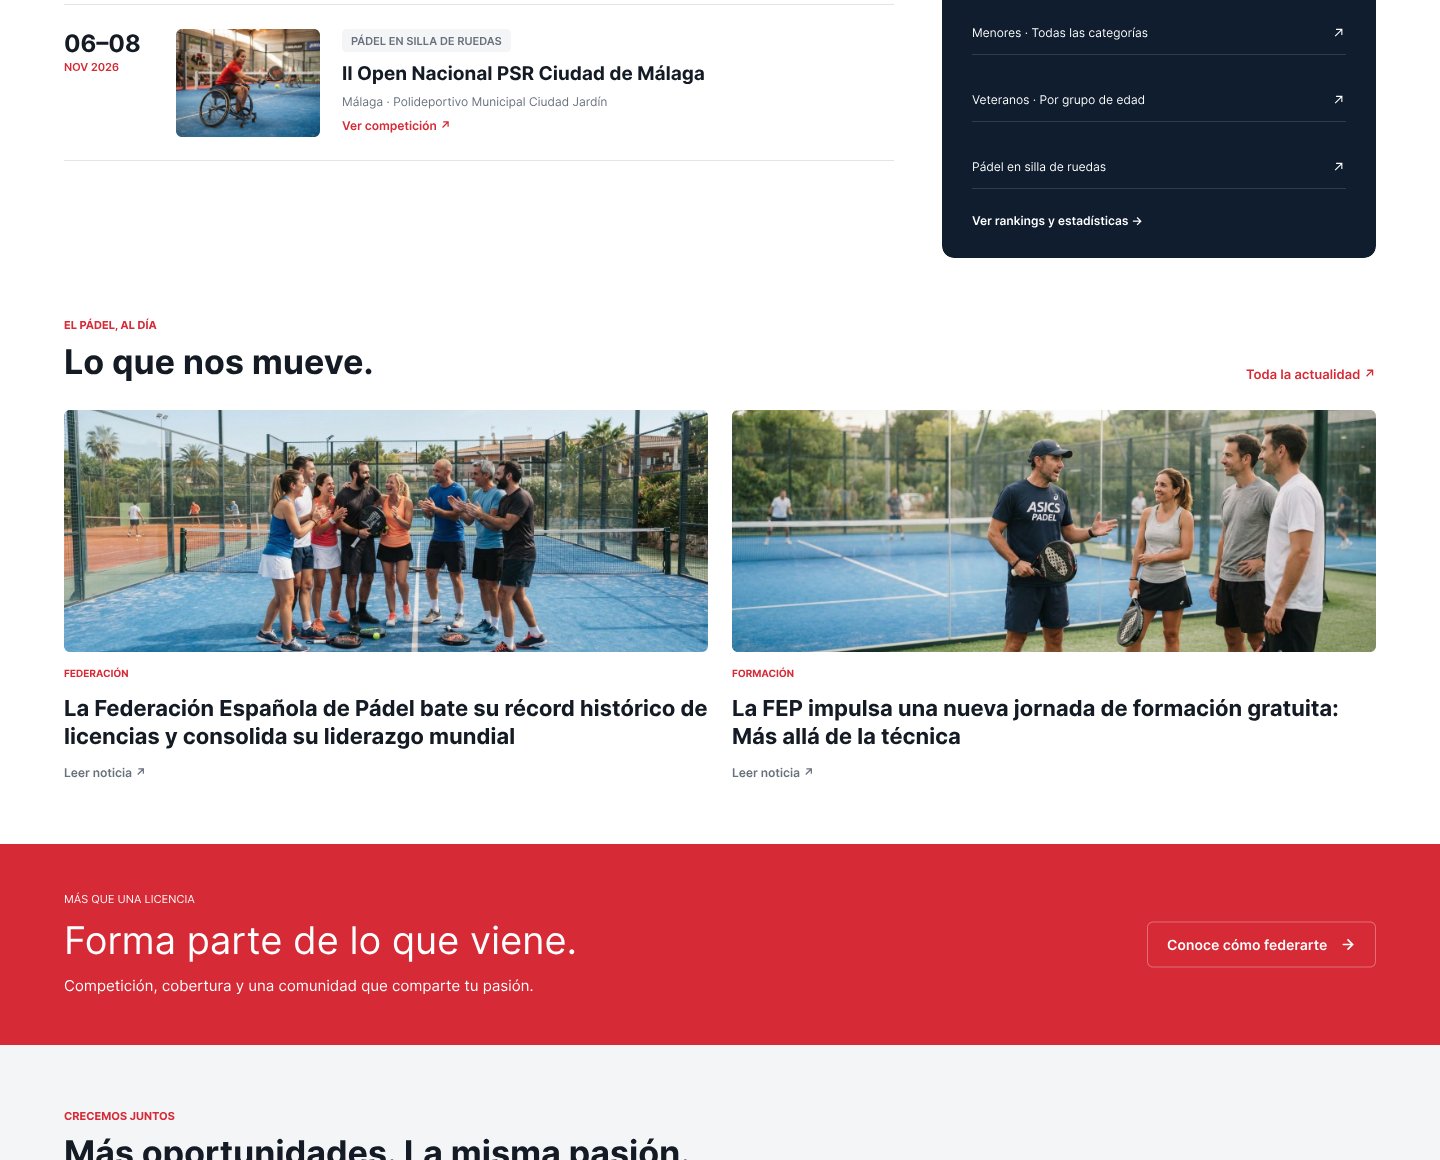 06–08
NOV 2026
PÁDEL EN SILLA DE RUEDAS
II Open Nacional PSR Ciudad de Málaga
Málaga · Polideportivo Municipal Ciudad Jardín
Ver competición ↗
Menores · Todas las categorías ↗
Veteranos · Por grupo de edad ↗
Pádel en silla de ruedas ↗
Ver rankings y estadísticas →
EL PÁDEL, AL DÍA
Lo que nos mueve.
Toda la actualidad ↗
ASICS
PADEL
FEDERACIÓN
La Federación Española de Pádel bate su récord histórico de
licencias y consolida su liderazgo mundial
Leer noticia ↗
FORMACIÓN
La FEP impulsa una nueva jornada de formación gratuita:
Más allá de la técnica
Leer noticia ↗
MÁS QUE UNA LICENCIA
Forma parte de lo que viene.
Competición, cobertura y una comunidad que comparte tu pasión.
Conoce cómo federarte →
CRECEMOS JUNTOS
Más oportunidades. La misma pasión.